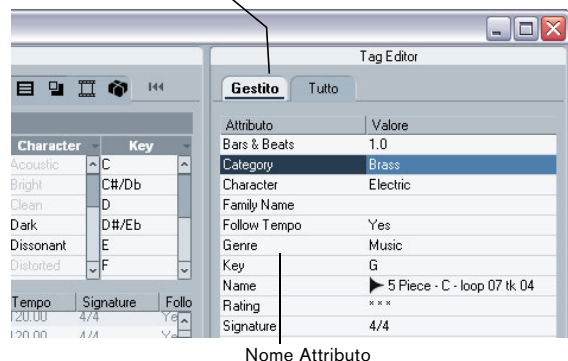 Tag Editor
Gestito Tutto
Attributo Valore
Character Key
Bars & Beats 1.0
Acoustic C
Category Brass
Bright C#/Db
Character Electric
Clean D
Family Name
Dark D#/Eb
Follow Tempo Yes
Dissonant E
Genre Music
Distorted F
Key G
Name 5 Piece - C - loop 07 tk 04
Tempo Signature Follo
Rating * * *
120.00 4/4 Ye
Signature 4/4
120.00 4/4 Ye
Nome Attributo